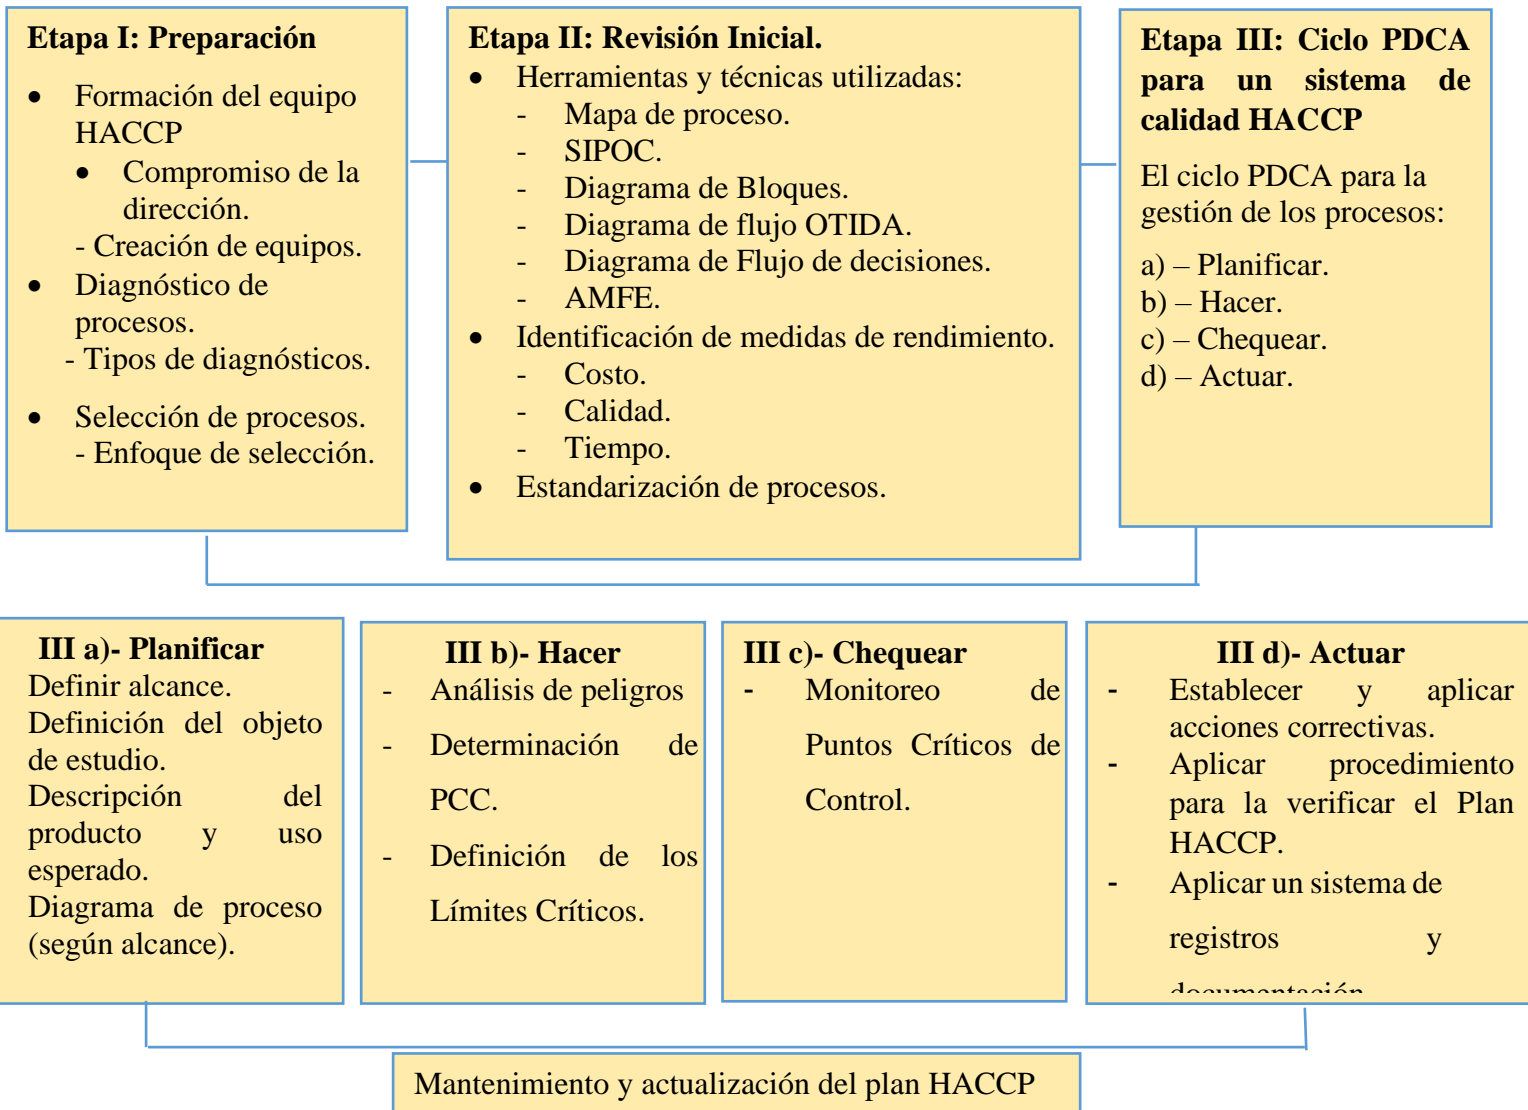 Etapa I: Preparación
• Formación del equipo
HACCP
• Compromiso de la
dirección.
- Creación de equipos.
• Diagnóstico de
procesos.
- Tipos de diagnósticos.
• Selección de procesos.
- Enfoque de selección.
Etapa II: Revisión Inicial.
• Herramientas y técnicas utilizadas:
- Mapa de proceso.
- SIPOC.
- Diagrama de Bloques.
- Diagrama de flujo OTIDA.
- Diagrama de Flujo de decisiones.
- AMFE.
• Identificación de medidas de rendimiento.
- Costo.
- Calidad.
- Tiempo.
• Estandarización de procesos.
Etapa III: Ciclo PDCA
para un sistema de
calidad HACCP
El ciclo PDCA para la
gestión de los procesos:
a) – Planificar.
b) – Hacer.
c) – Chequear.
d) – Actuar.
III a)- Planificar
Definir alcance.
Definición del objeto
de estudio.
Descripción del
producto y uso
esperado.
Diagrama de proceso
(según alcance).
III b)- Hacer
- Análisis de peligros
- Determinación de
PCC.
- Definición de los
Límites Críticos.
III c)- Chequear
- Monitoreo de
Puntos Críticos de
Control.
III d)- Actuar
- Establecer y aplicar
acciones correctivas.
- Aplicar procedimiento
para la verificar el Plan
HACCP.
- Aplicar un sistema de
registros y
documentación
Mantenimiento y actualización del plan HACCP